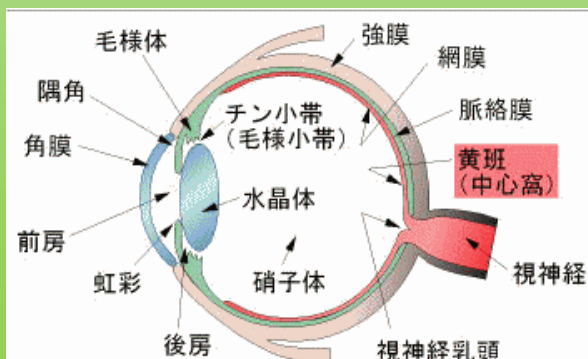 毛様体
強膜
網膜
隅角
チン小帯
(毛様小帯)
脈絡膜
角膜
黄班
(中心窩)
水晶体
前房
視神経
虹彩
硝子体
後房
視神経乳頭